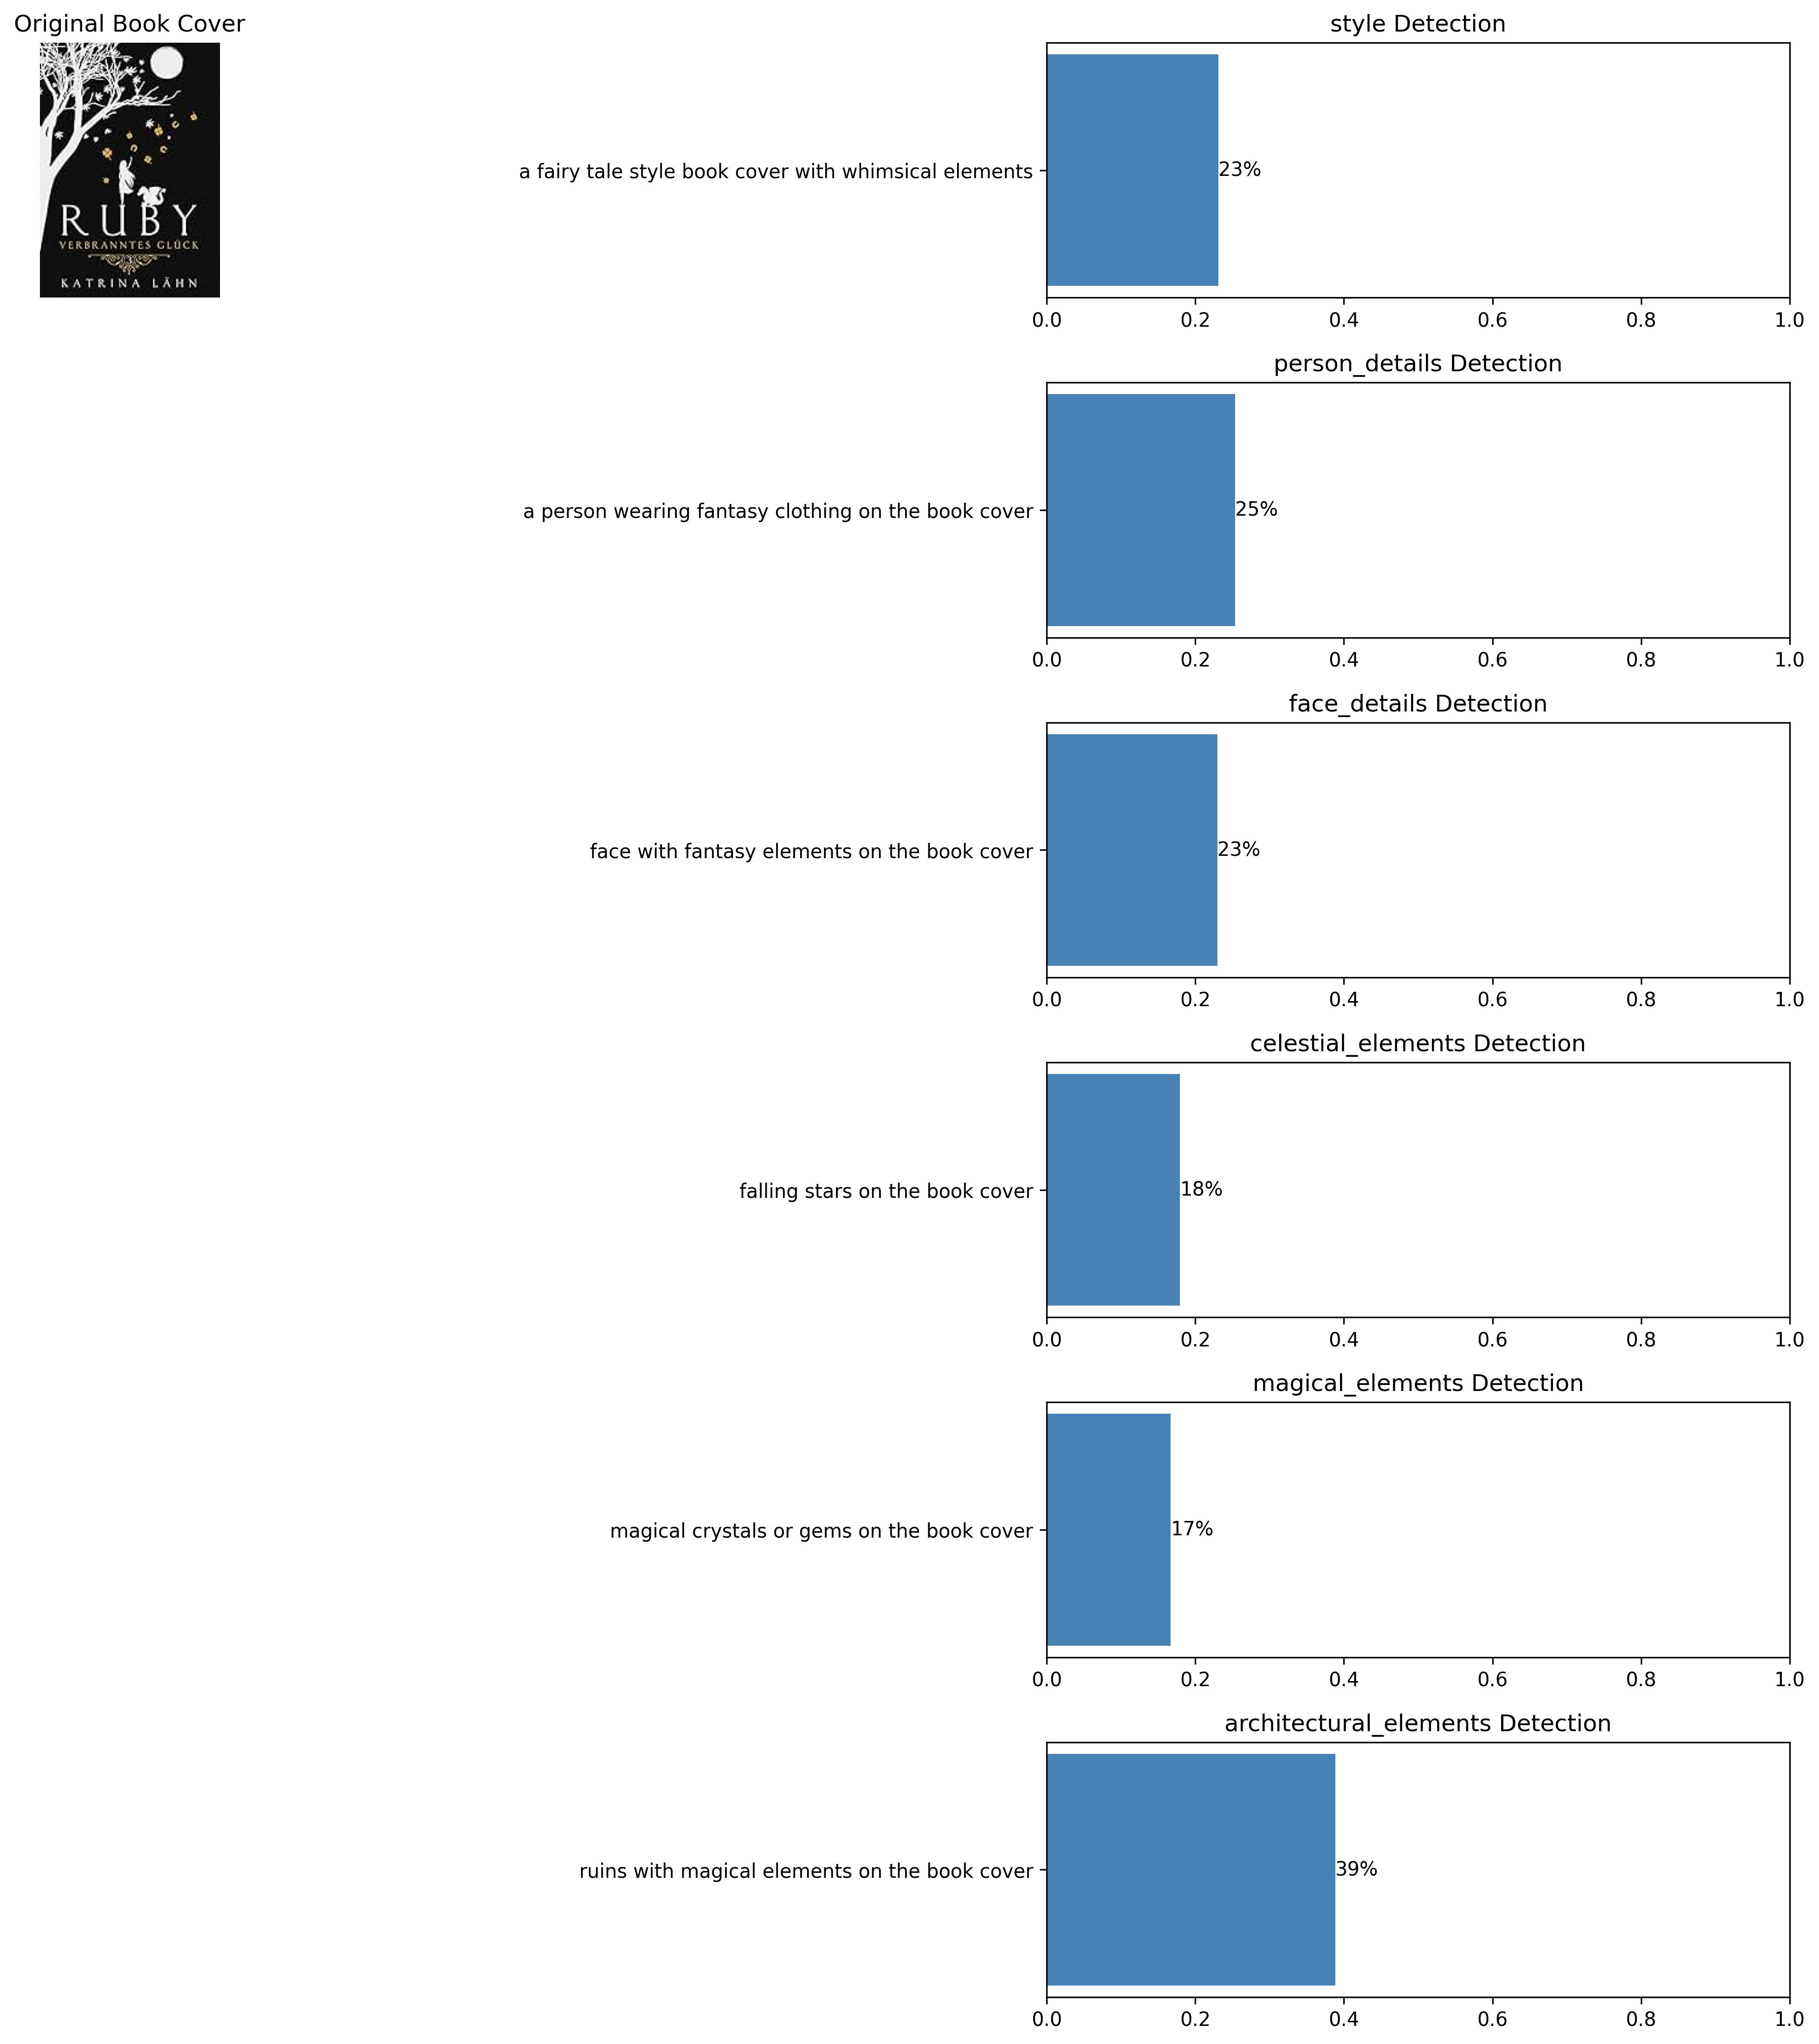 Original Book Cover
RUBY
VERBRANNTES GLÜCK
3
KATRINA LÄHN
style Detection
a fairy tale style book cover with whimsical elements
23%
0.0 0.2 0.4 0.6 0.8 1.0
person_details Detection
a person wearing fantasy clothing on the book cover
25%
0.0 0.2 0.4 0.6 0.8 1.0
face_details Detection
face with fantasy elements on the book cover
23%
0.0 0.2 0.4 0.6 0.8 1.0
celestial_elements Detection
falling stars on the book cover
18%
0.0 0.2 0.4 0.6 0.8 1.0
magical_elements Detection
magical crystals or gems on the book cover
17%
0.0 0.2 0.4 0.6 0.8 1.0
architectural_elements Detection
ruins with magical elements on the book cover
39%
0.0 0.2 0.4 0.6 0.8 1.0